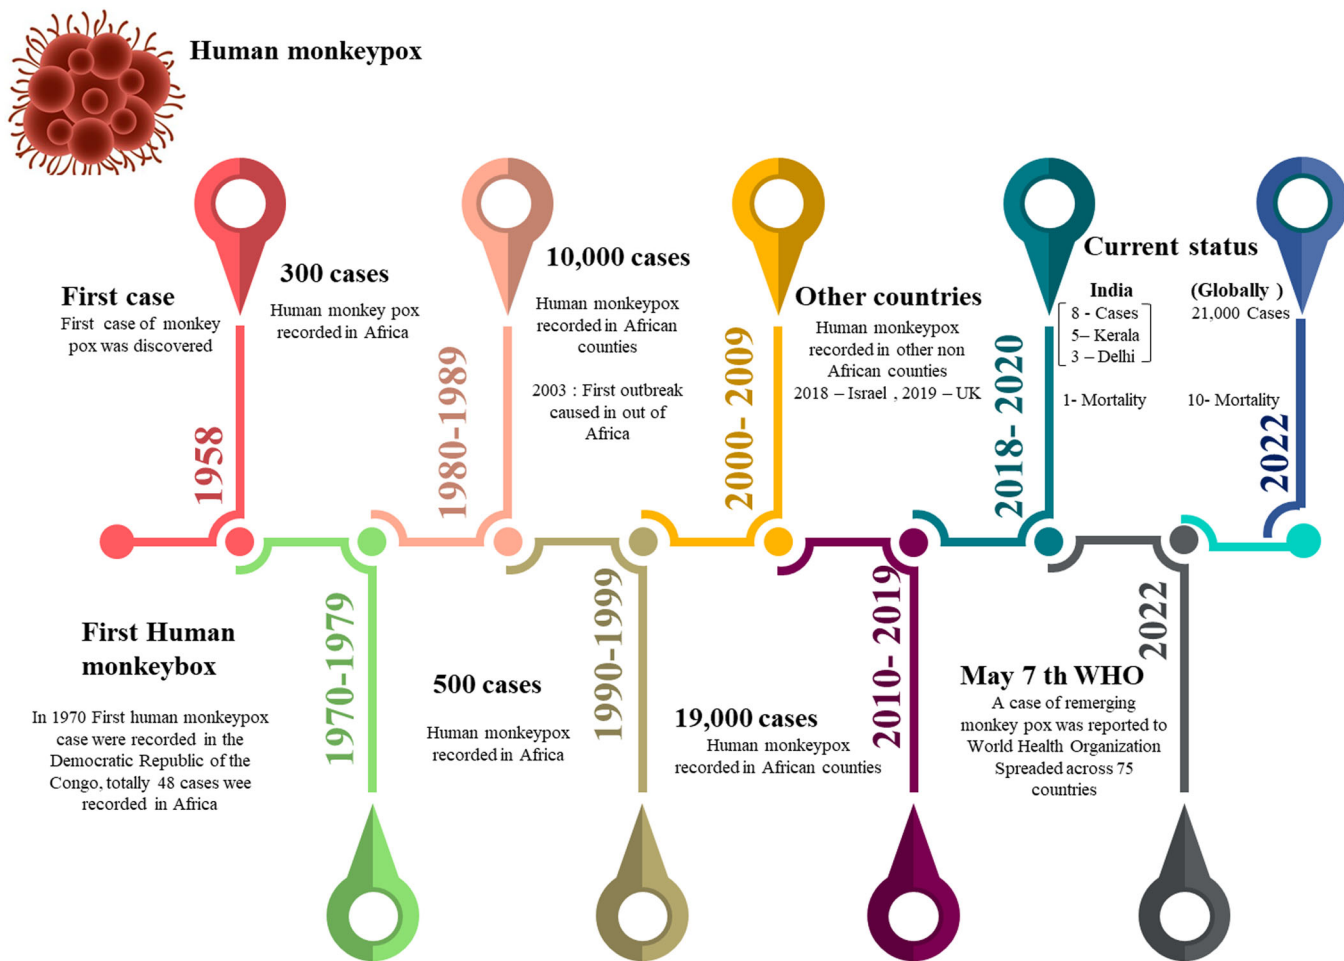 Human monkeypox
First case
First case of monkey
pox was discovered
1958
300 cases
Human monkey pox
recorded in Africa
1980-1989
10,000 cases
Human monkeypox
recorded in African
counties
2003 : First outbreak
caused in out of
Africa
2000- 2009
Other countries
Human monkeypox
recorded in other non
African counties
2018 – Israel , 2019 – UK
2018- 2020
Current status
India
8 - Cases
5– Kerala
3 – Delhi
1- Mortality
(Globally )
21,000 Cases
10- Mortality
2022
First Human
monkeybox
In 1970 First human monkeypox
case were recorded in the
Democratic Republic of the
Congo, totally 48 cases wee
recorded in Africa
1970-1979
500 cases
Human monkeypox
recorded in Africa
1990-1999
19,000 cases
Human monkeypox
recorded in African counties
2010- 2019
May 7 th WHO
A case of remerging
monkey pox was reported to
World Health Organization
Spreaded across 75
countries
2022